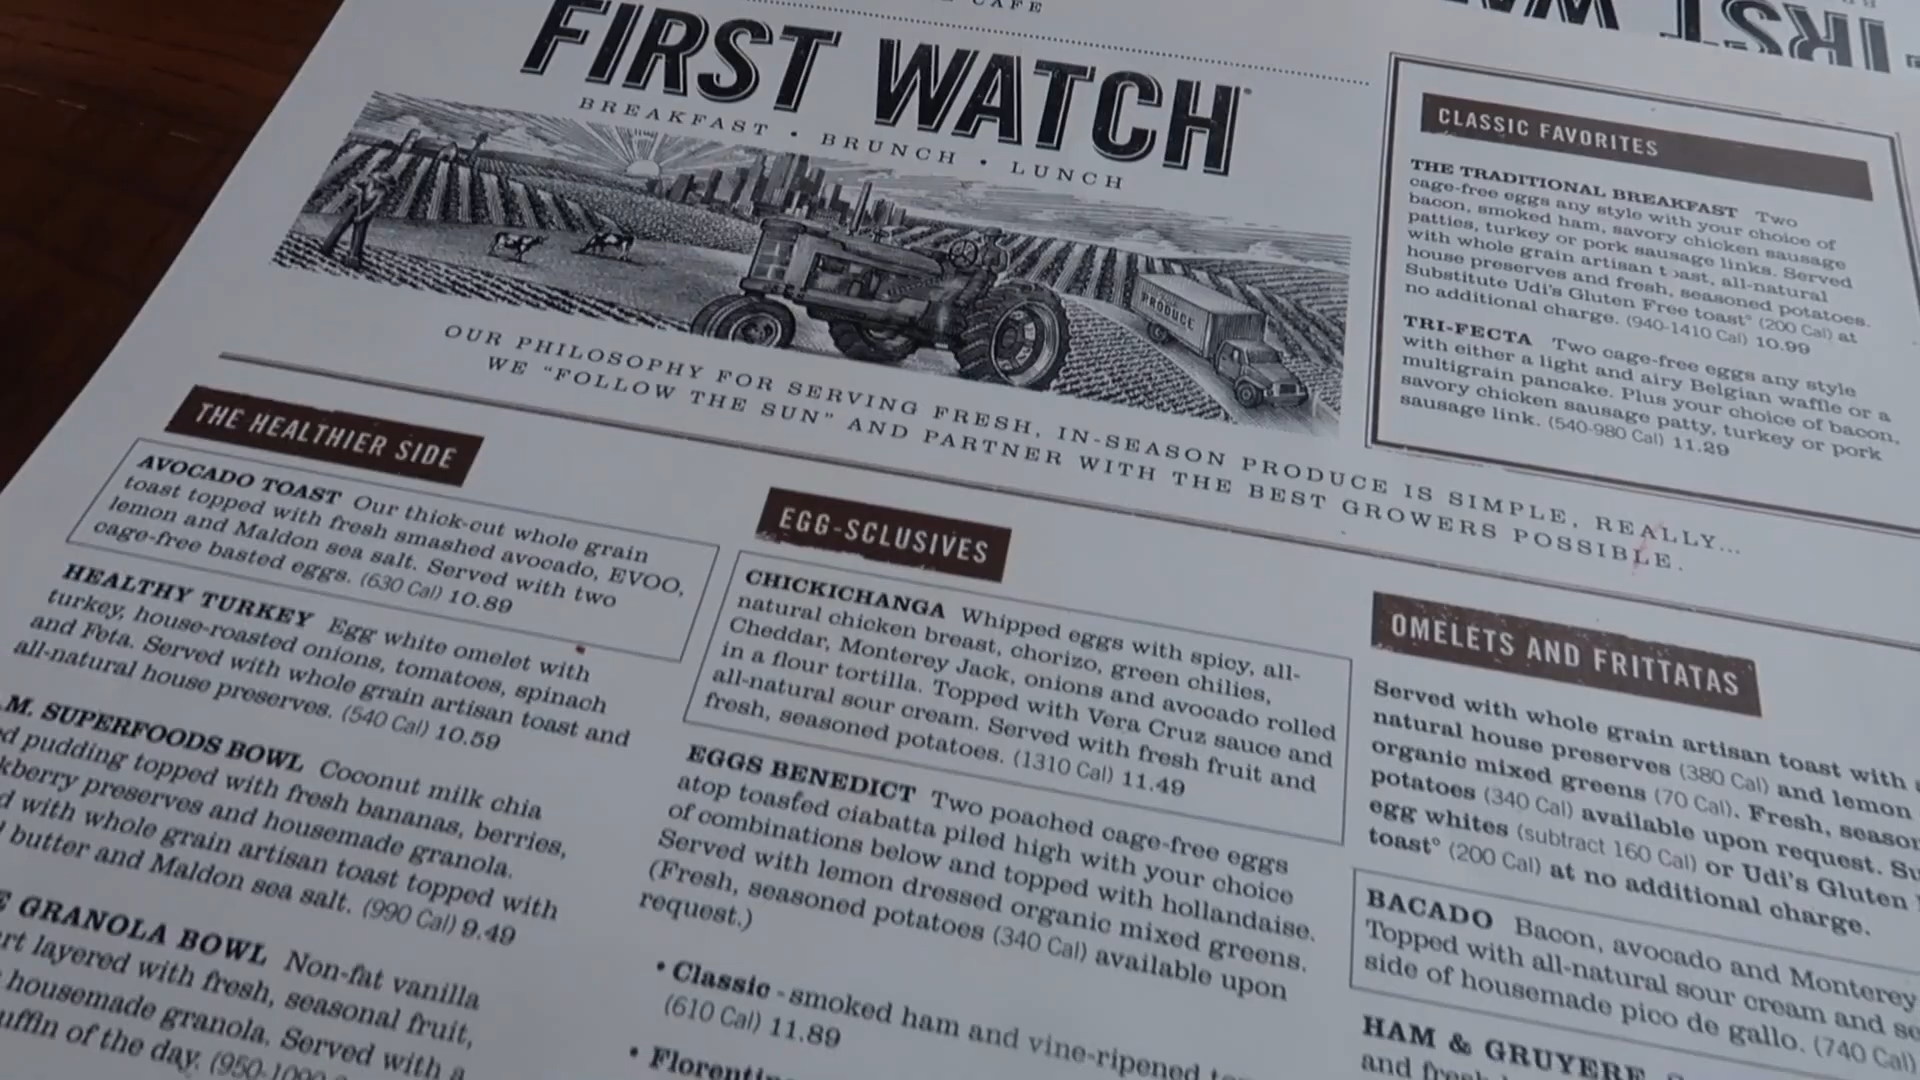 CAFE
FIRST WATCH
BREAKFAST • BRUNCH • LUNCH
PRODUCE
OUR PHILOSOPHY FOR SERVING FRESH, IN-SEASON PRODUCE IS SIMPLE, REALLY...
WE "FOLLOW THE SUN" AND PARTNER WITH THE BEST GROWERS POSSIBLE.
CLASSIC FAVORITES
THE TRADITIONAL BREAKFAST Two
cage-free eggs any style with your choice of
bacon, smoked ham, savory chicken sausage
patties, turkey or pork sausage links. Served
with whole grain artisan toast, all-natural
house preserves and fresh, seasoned potatoes.
Substitute Udi's Gluten Free toast° (200 Cal) at
no additional charge. (940-1410 Cal) 10.99
TRI-FECTA Two cage-free eggs any style
with either a light and airy Belgian waffle or a
multigrain pancake. Plus your choice of bacon,
savory chicken sausage patty, turkey or pork
sausage link. (540-980 Cal) 11.29
THE HEALTHIER SIDE
AVOCADO TOAST Our thick-cut whole grain
toast topped with fresh smashed avocado, EVOO,
lemon and Maldon sea salt. Served with two
cage-free basted eggs. (630 Cal) 10.89
HEALTHY TURKEY Egg white omelet with
turkey, house-roasted onions, tomatoes, spinach
and Feta. Served with whole grain artisan toast and
all-natural house preserves. (540 Cal) 10.59
.M. SUPERFOODS BOWL Coconut milk chia
pudding topped with fresh bananas, berries,
kberry preserves and housemade granola.
with whole grain artisan toast topped with
butter and Maldon sea salt. (990 Cal) 9.49
GRANOLA BOWL Non-fat vanilla
rt layered with fresh, seasonal fruit,
housemade granola. Served with a
uffin of the day. (950-1090
EGG-SCLUSIVES
CHICKICHANGA Whipped eggs with spicy, all-
natural chicken breast, chorizo, green chilies,
Cheddar, Monterey Jack, onions and avocado rolled
in a flour tortilla. Topped with Vera Cruz sauce and
all-natural sour cream. Served with fresh fruit and
fresh, seasoned potatoes. (1310 Cal) 11.49
EGGS BENEDICT Two poached cage-free eggs
atop toasted ciabatta piled high with your choice
of combinations below and topped with hollandaise.
Served with lemon dressed organic mixed greens.
(Fresh, seasoned potatoes (340 Cal) available upon
request.)
• Classic - smoked ham and vine-ripened to
(610 Cal) 11.89
• Florentin
OMELETS AND FRITTATAS
Served with whole grain artisan toast with
natural house preserves (380 Cal) and lemon
organic mixed greens (70 Cal). Fresh, season
potatoes (340 Cal) available upon request. Su
egg whites (subtract 160 Cal) or Udi's Gluten
toast° (200 Cal) at no additional charge.
BACADO Bacon, avocado and Monterey
Topped with all-natural sour cream and se
side of housemade pico de gallo. (740 Cal)
HAM & GRUYERE
and fresh